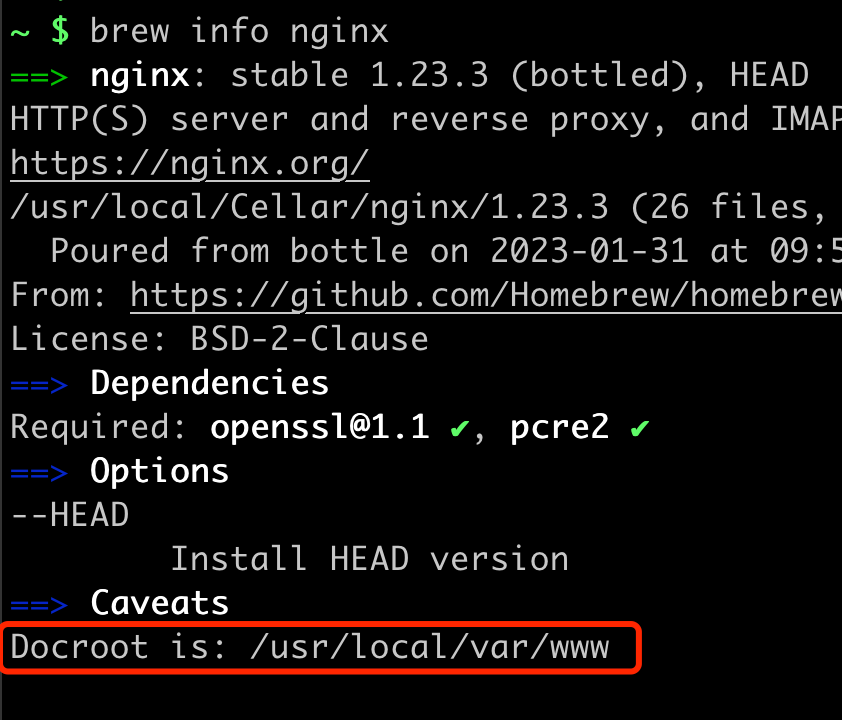 ~ $ brew info nginx
==> nginx: stable 1.23.3 (bottled), HEAD
HTTP(S) server and reverse proxy, and IMAP
https://nginx.org/
/usr/local/Cellar/nginx/1.23.3 (26 files,
Poured from bottle on 2023-01-31 at 09:5
From: https://github.com/Homebrew/homebrew
License: BSD-2-Clause
==> Dependencies
Required: openssl@1.1 ✔, pcre2 ✔
==> Options
--HEAD
Install HEAD version
==> Caveats
Docroot is: /usr/local/var/www